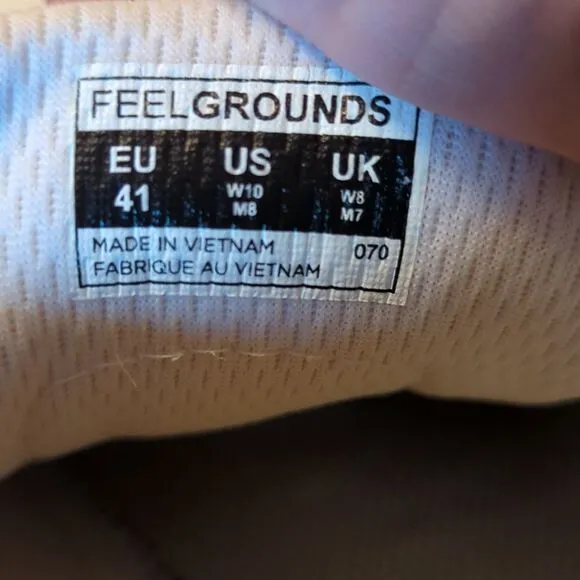 FEELGROUNDS
EU US UK
41 W10 W8
M8 M7
MADE IN VIETNAM 070
FABRIQUE AU VIETNAM